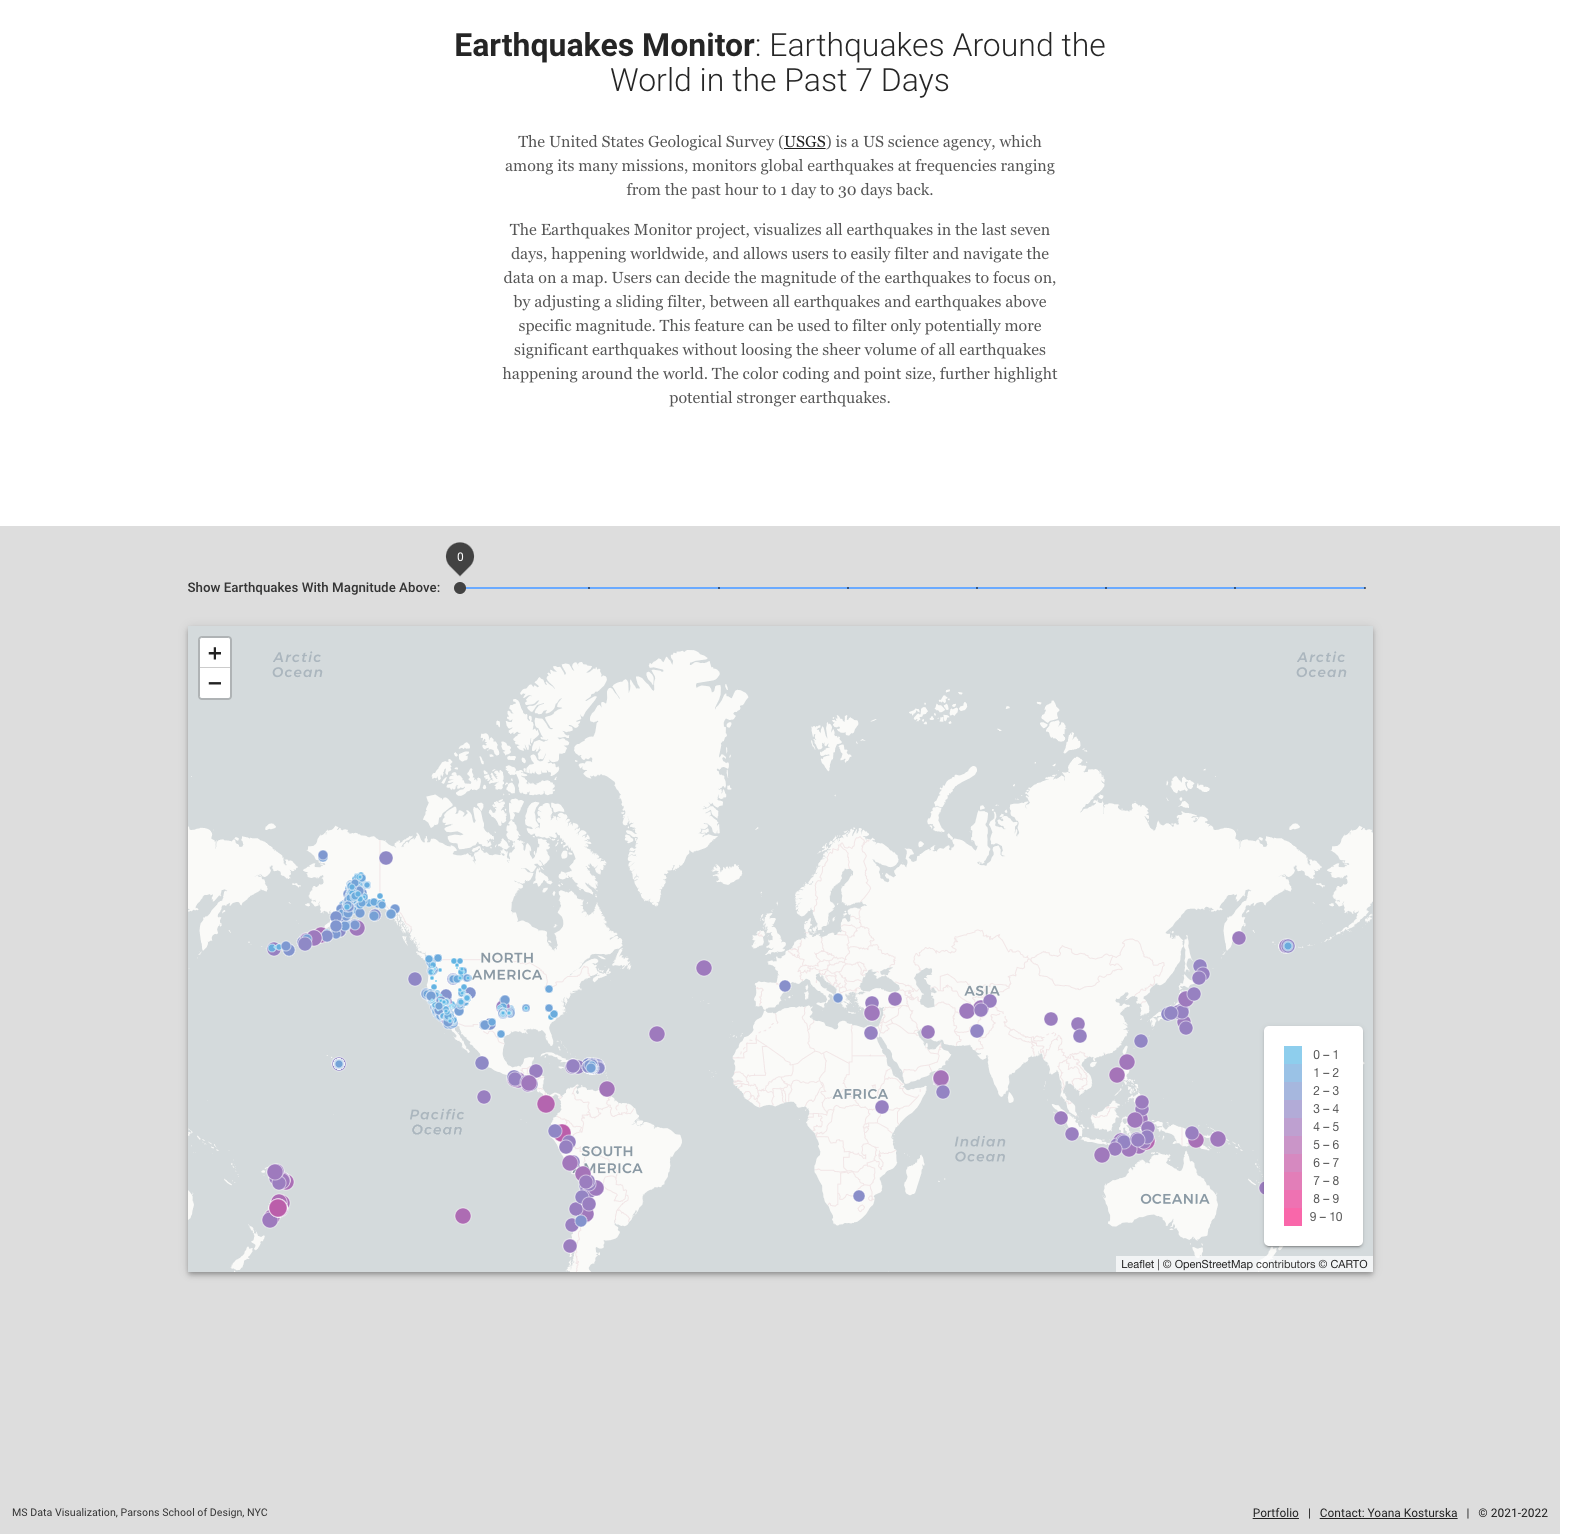 Earthquakes Monitor: Earthquakes Around the
World in the Past 7 Days
The United States Geological Survey (USGS) is a US science agency, which
among its many missions, monitors global earthquakes at frequencies ranging
from the past hour to 1 day to 30 days back.
The Earthquakes Monitor project, visualizes all earthquakes in the last seven
days, happening worldwide, and allows users to easily filter and navigate the
data on a map. Users can decide the magnitude of the earthquakes to focus on,
by adjusting a sliding filter, between all earthquakes and earthquakes above
specific magnitude. This feature can be used to filter only potentially more
significant earthquakes without loosing the sheer volume of all earthquakes
happening around the world. The color coding and point size, further highlight
potential stronger earthquakes.
0
Show Earthquakes With Magnitude Above:
+
−
Arctic
Ocean
Arctic
Ocean
NORTH
AMERICA
ASIA
AFRICA
Pacific
Ocean
Indian
Ocean
SOUTH
MERICA
OCEANIA
0 – 1
1 – 2
2 – 3
3 – 4
4 – 5
5 – 6
6 – 7
7 – 8
8 – 9
9 – 10
Leaflet | © OpenStreetMap contributors © CARTO
MS Data Visualization, Parsons School of Design, NYC
Portfolio | Contact: Yoana Kosturska | © 2021-2022